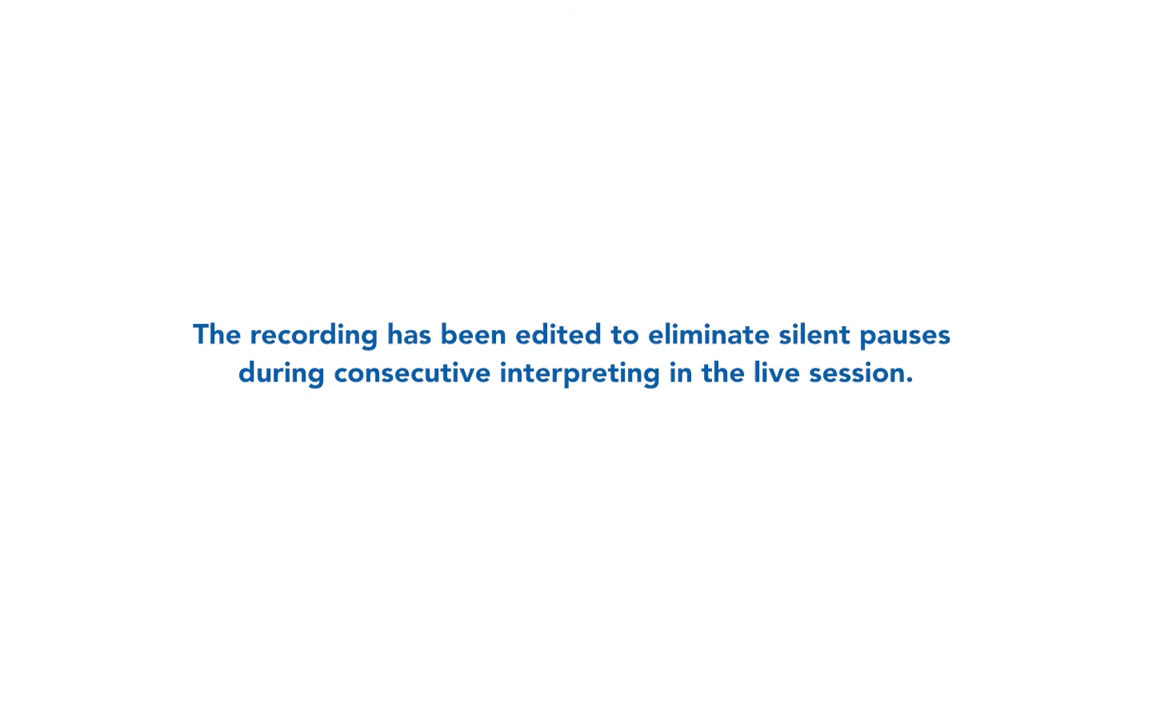 The recording has been edited to eliminate silent pauses
during consecutive interpreting in the live session.